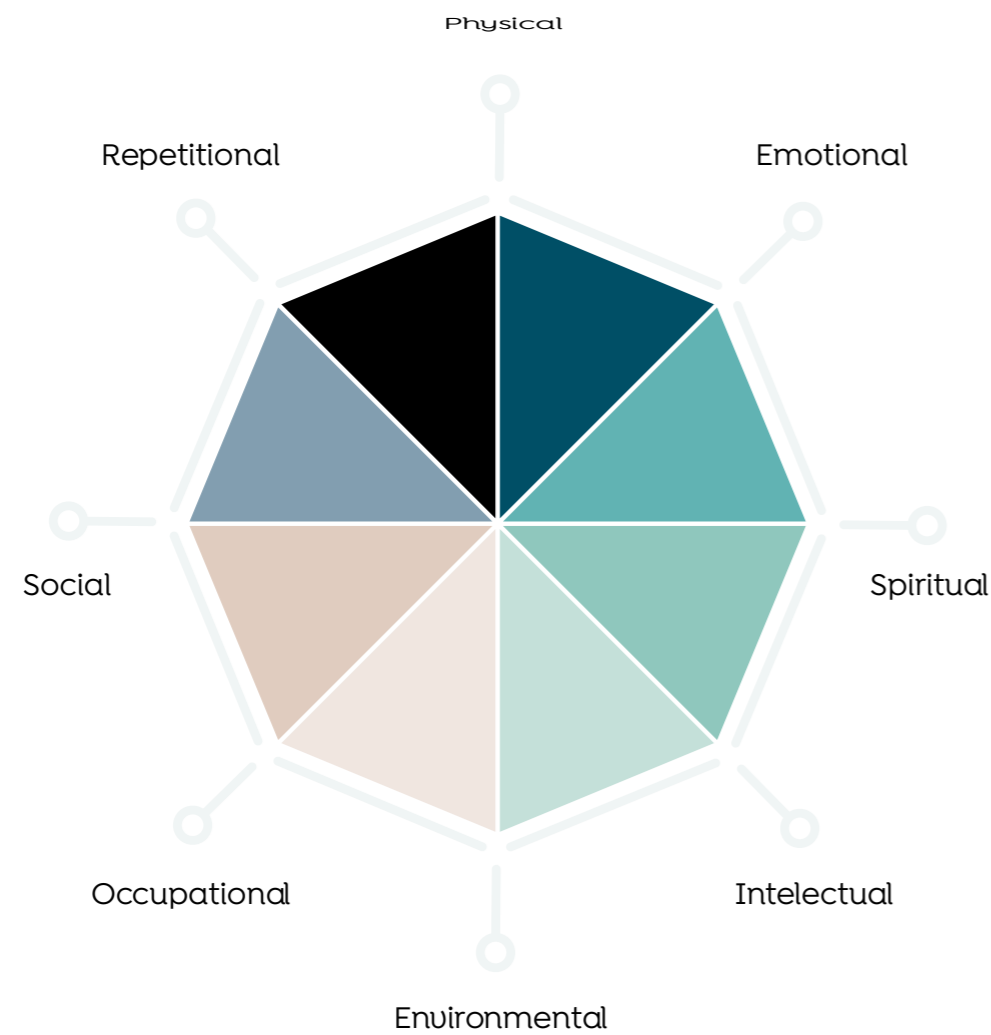 Physical
Repetitional
Emotional
Social
Spiritual
Occupational
Intelectual
Environmental